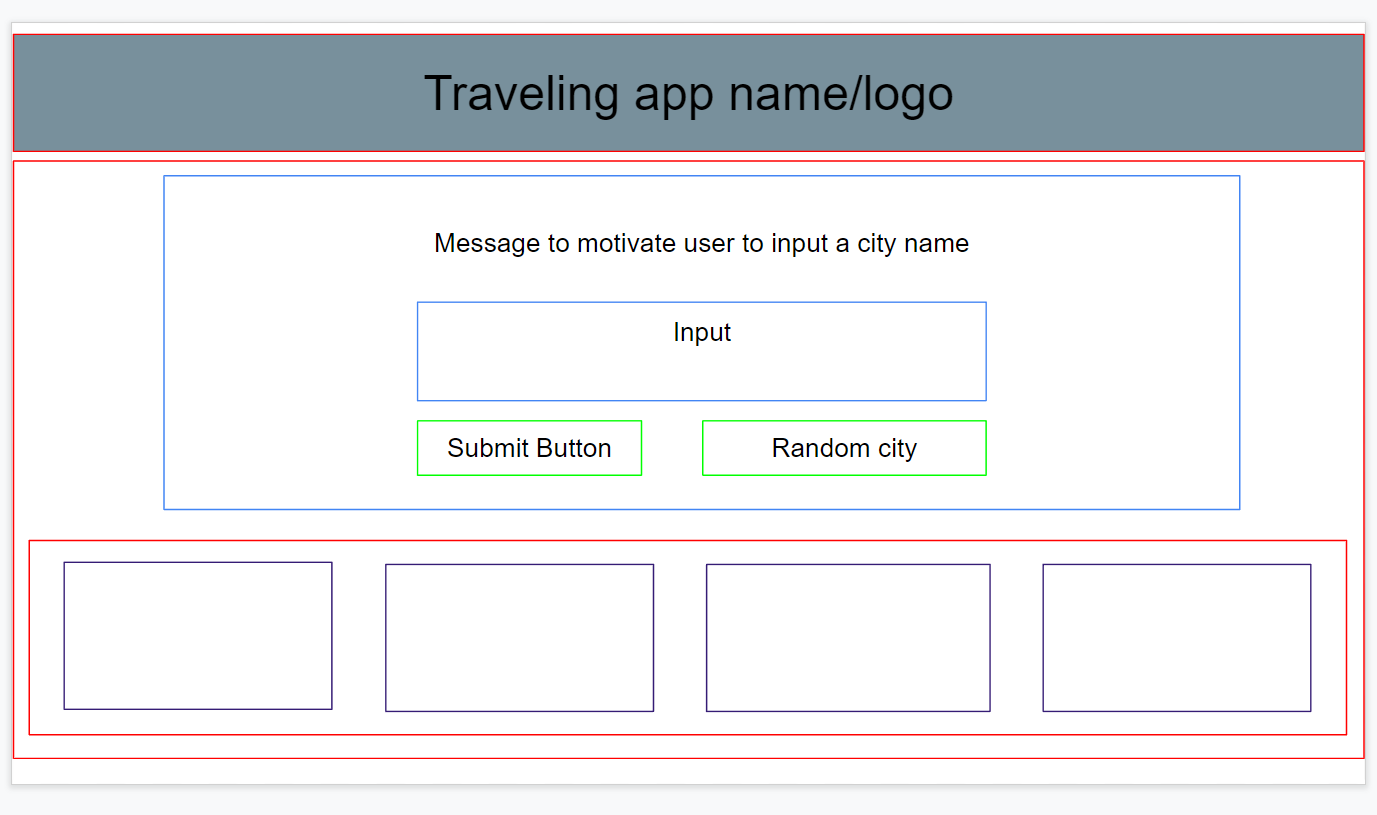 Traveling app name/logo
Message to motivate user to input a city name
Input
Submit Button
Random city